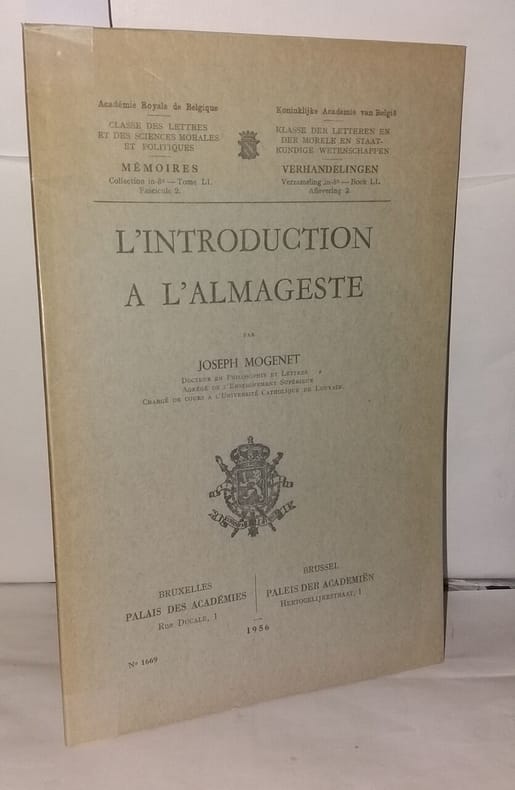 Académie Royale de Belgique
CLASSE DES LETTRES
ET DES SCIENCES MORALES
ET POLITIQUES
MÉMOIRES
Collection in-8º — Tome LI.
Fascicule 2.
Koninklijke Academie van België
KLASSE DER LETTEREN EN
DER MORELE EN STAAT-
KUNDIGE WETENSCHAPPEN
VERHANDELINGEN
Verzameling in-8º — Boek LI.
Aflevering 2.
L'INTRODUCTION
A L'ALMAGESTE
PAR
JOSEPH MOGENET
DOCTEUR EN PHILOSOPHIE ET LETTRES
AGRÉGÉ DE L'ENSEIGNEMENT SUPÉRIEUR
CHARGÉ DE COURS A L'UNIVERSITÉ CATHOLIQUE DE LOUVAIN.
BRUXELLES
PALAIS DES ACADÉMIES
RUE DUCALE, 1
BRUSSEL
PALEIS DER ACADEMIËN
HERTOGELIJKESTRAAT, 1
1956
Nº 1669